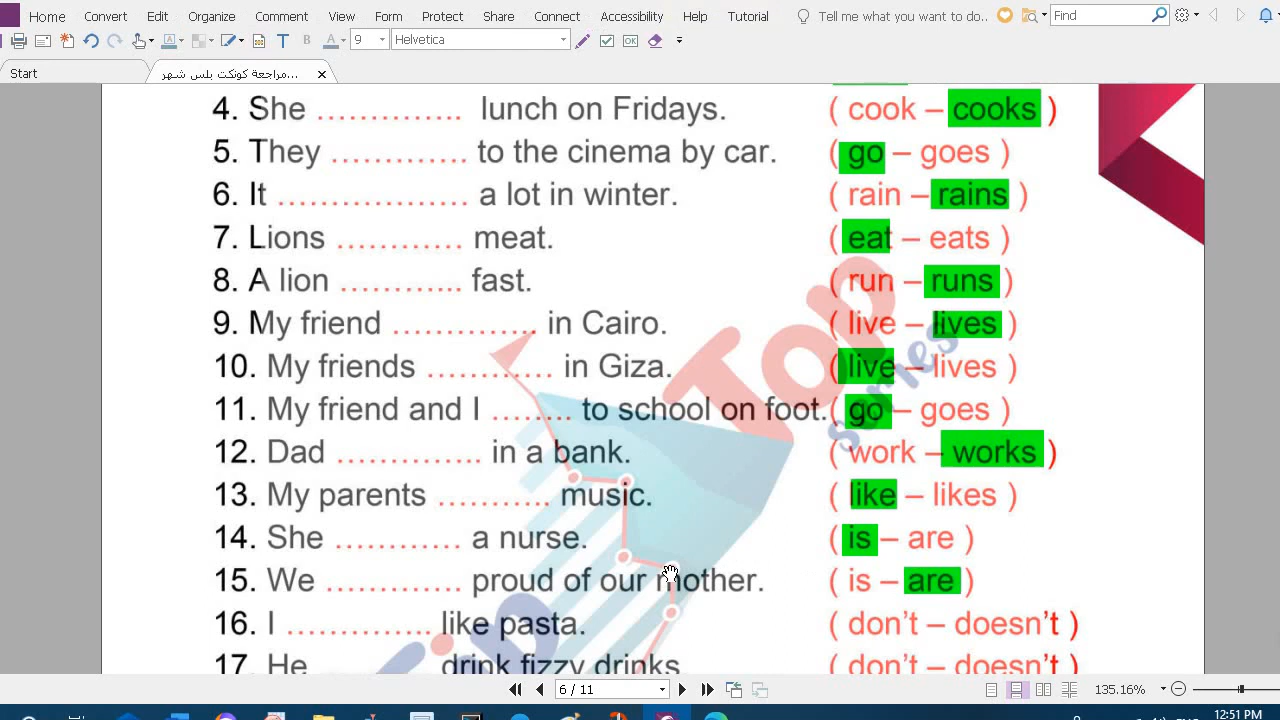 Home Convert Edit Organize Comment View Form Protect Share Conne Accessibility Help Tutorial Tell me what you want to do.. Find
9 Helvetica
Start مراجعة كونكت بلس شهر...
4. She ………….. lunch on Fridays. ( cook – cooks )
5. They …………. to the cinema by car. ( go – goes )
6. It ……………… a lot in winter. ( rain – rains )
7. Lions ………… meat. ( eat – eats )
8. A lion ……….. fast. ( run – runs )
9. My friend ………….. in Cairo. ( live – lives )
10. My friends ………… in Giza. ( live – lives )
11. My friend and I …….. to school on foot. ( go – goes )
12. Dad ………….. in a bank. ( work – works )
13. My parents ……….. music. ( like – likes )
14. She ………… a nurse. ( is – are )
15. We …………. proud of our mother. ( is – are )
16. I ………….. like pasta. ( don't – doesn't )
17. He drink fizzy drinks ( don't – doesn't )
Top
6 / 11 135.16%
12:51 PM